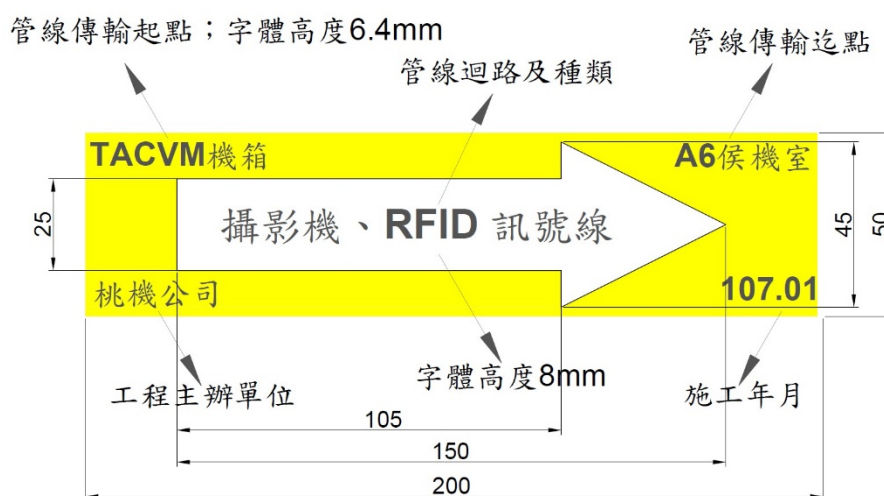 管線傳輸起點；字體高度6.4mm
管線傳輸迄點
管線迴路及種類
TACVM機箱
A6侯機室
25
攝影機、RFID 訊號線
45
50
桃機公司
107.01
工程主辦單位
字體高度8mm
施工年月
105
150
200